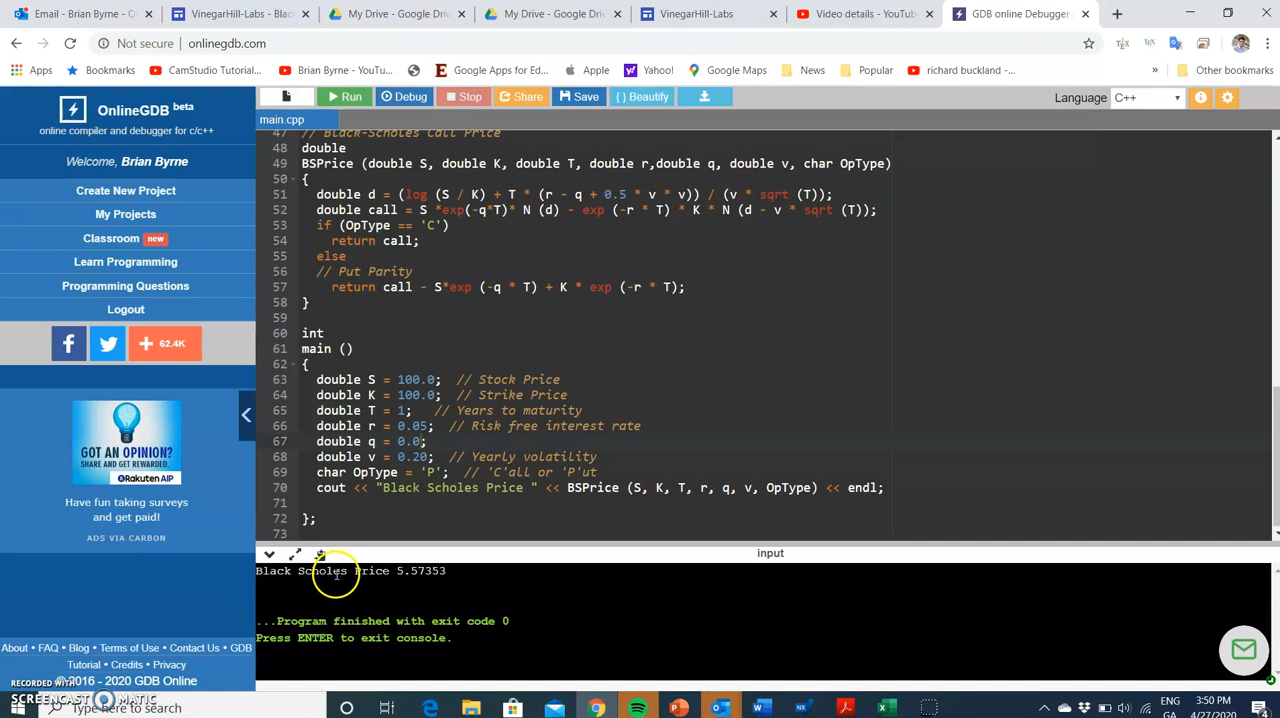 Email - Brian Byrne - O
VinegarHill-Labs - Blac
My Drive - Google Driv
My Drive - Google Driv
VinegarHill-Labs
Video details - YouTub
GDB online Debugger
Not secure | onlinegdb.com
Apps
Bookmarks
CamStudio Tutorial...
Brian Byrne - YouTu...
Google Apps for Ed...
Apple
Yahoo!
Google Maps
News
Popular
richard buckland -...
»
Other bookmarks
OnlineGDB beta
online compiler and debugger for c/c++
Welcome, Brian Byrne
Create New Project
My Projects
Classroom new
Learn Programming
Programming Questions
Logout
+ 62.4K
GOT AN OPINION?
SHARE AND GET REWARDED.
Rakuten AIP
Have fun taking surveys
and get paid!
ADS VIA CARBON
About • FAQ • Blog • Terms of Use • Contact Us • GDB
Tutorial • Credits • Privacy
© 2016 - 2020 GDB Online
Run
Debug
Stop
Share
Save
{ } Beautify
Language C++
main.cpp
47 // Black-Scholes Call Price
48 double
49 BSPrice (double S, double K, double T, double r,double q, double v, char OpType)
50 {
51 double d = (log (S / K) + T * (r - q + 0.5 * v * v)) / (v * sqrt (T));
52 double call = S *exp(-q*T)* N (d) - exp (-r * T) * K * N (d - v * sqrt (T));
53 if (OpType == 'C')
54 return call;
55 else
56 // Put Parity
57 return call - S*exp (-q * T) + K * exp (-r * T);
58 }
59
60 int
61 main ()
62 {
63 double S = 100.0; // Stock Price
64 double K = 100.0; // Strike Price
65 double T = 1; // Years to maturity
66 double r = 0.05; // Risk free interest rate
67 double q = 0.0;
68 double v = 0.20; // Yearly volatility
69 char OpType = 'P'; // 'C'all or 'P'ut
70 cout << "Black Scholes Price " << BSPrice (S, K, T, r, q, v, OpType) << endl;
71
72 };
73
input
Black Scholes Price 5.57353
...Program finished with exit code 0
Press ENTER to exit console.
RECORDED WITH
SCREENCAST MATIC
Type here to search
ENG
GA
3:50 PM
4/27/2020
4